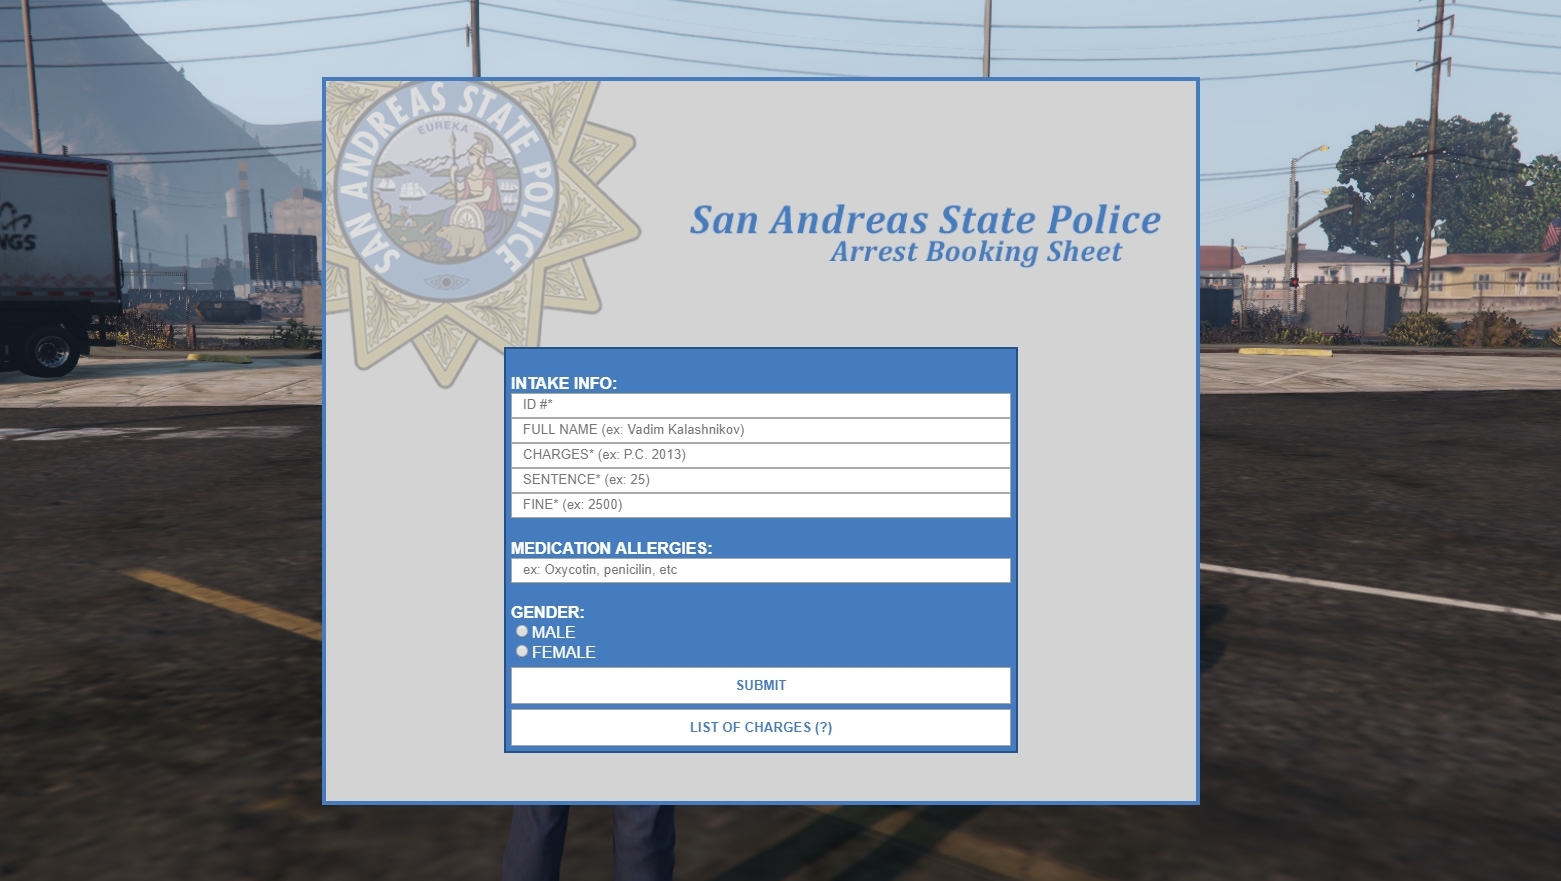 SAN ANDREAS STATE POLICE
EUREKA
NGS
San Andreas State Police
Arrest Booking Sheet
INTAKE INFO:
ID #*
FULL NAME (ex: Vadim Kalashnikov)
CHARGES* (ex: P.C. 2013)
SENTENCE* (ex: 25)
FINE* (ex: 2500)
MEDICATION ALLERGIES:
ex: Oxycotin, penicilin, etc
GENDER:
MALE
FEMALE
SUBMIT
LIST OF CHARGES (?)